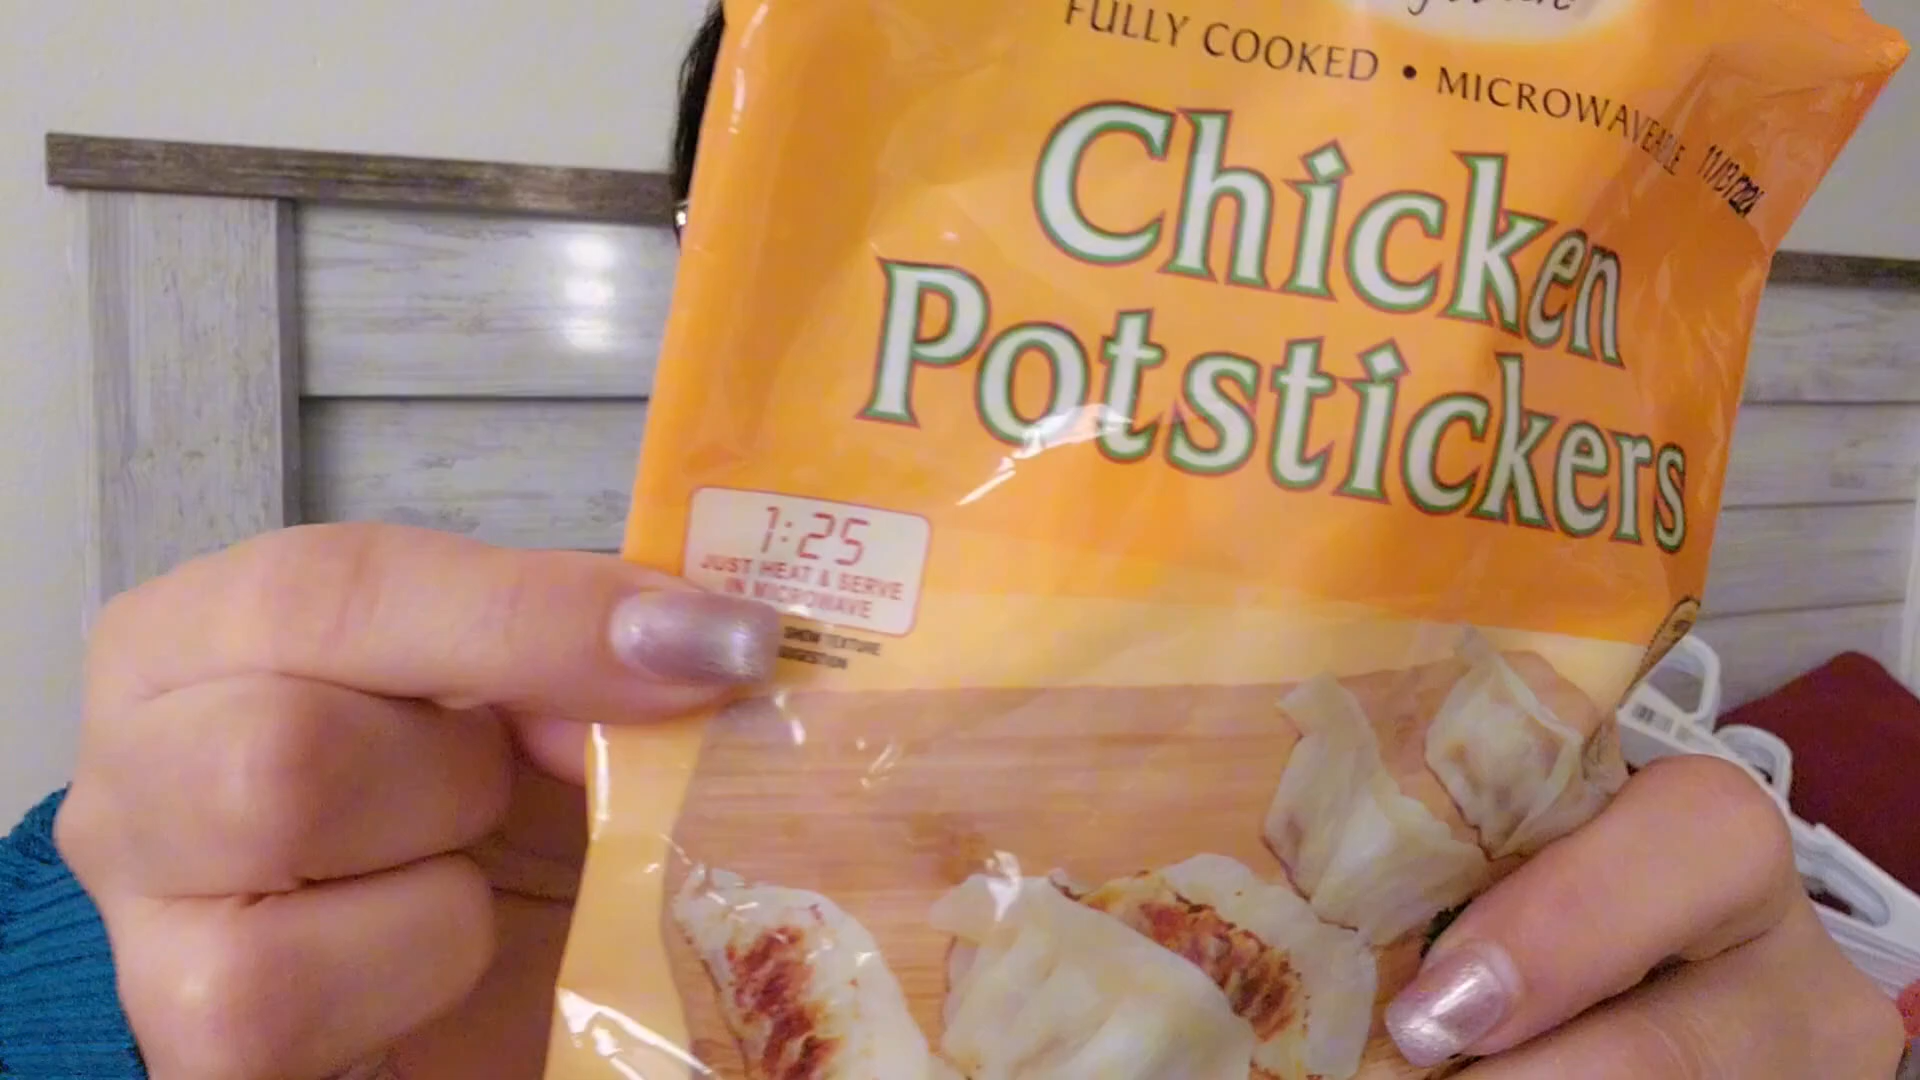 FULLY COOKED • MICROWAVEABLE
Chicken
Potstickers
1:25
JUST HEAT & SERVE
IN MICROWAVE